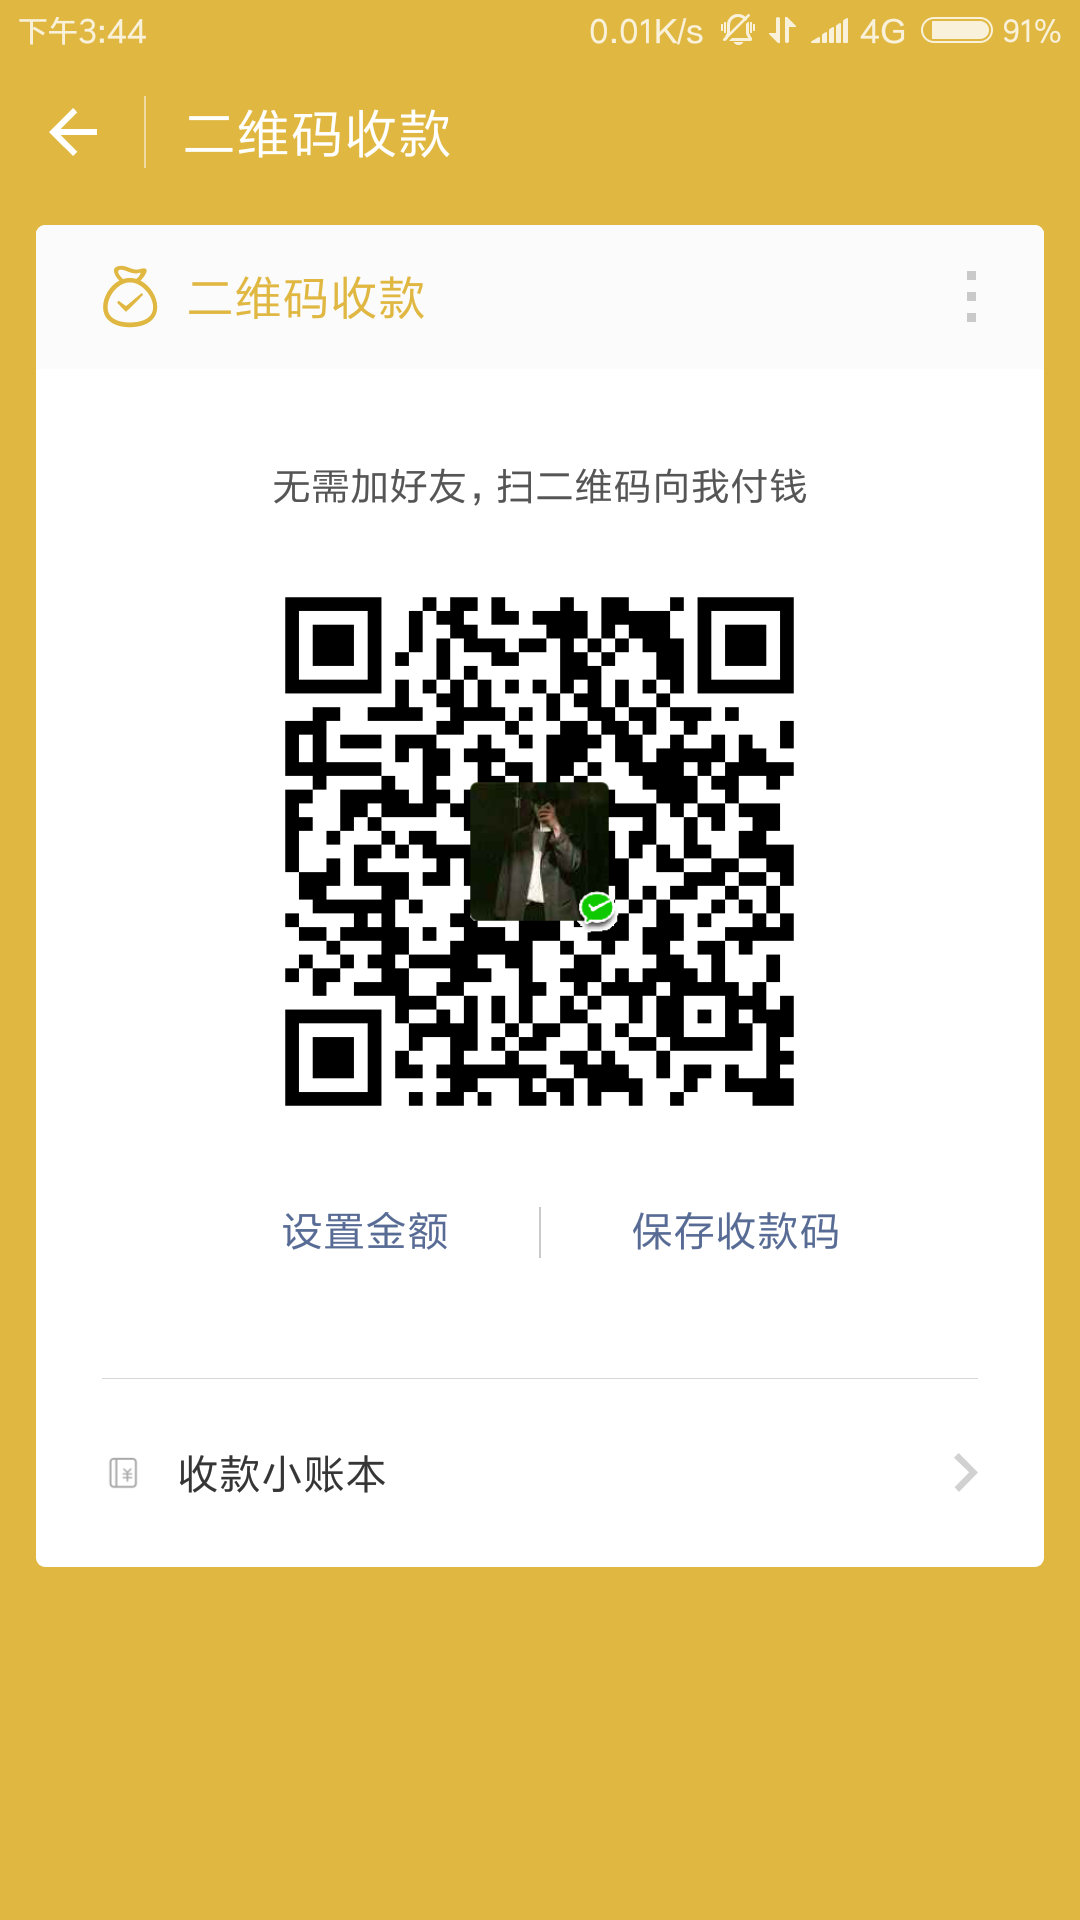 下午3:44 0.01K/s 4G 91%
二维码收款
二维码收款
无需加好友，扫二维码向我付钱
设置金额 保存收款码
收款小账本